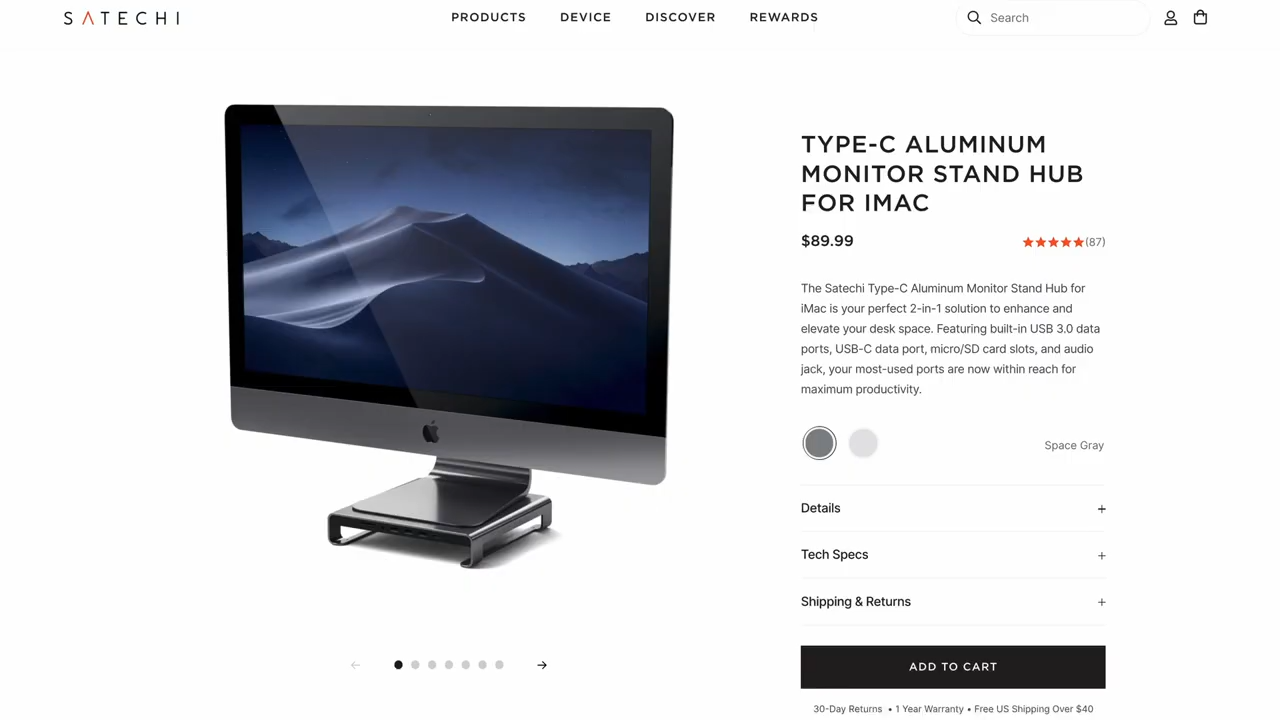 SATECHI
PRODUCTS
DEVICE
DISCOVER
REWARDS
Search
TYPE-C ALUMINUM
MONITOR STAND HUB
FOR IMAC
$89.99
(87)
The Satechi Type-C Aluminum Monitor Stand Hub for
iMac is your perfect 2-in-1 solution to enhance and
elevate your desk space. Featuring built-in USB 3.0 data
ports, USB-C data port, micro/SD card slots, and audio
jack, your most-used ports are now within reach for
maximum productivity.
Space Gray
Details +
Tech Specs +
Shipping & Returns +
ADD TO CART
30-Day Returns • 1 Year Warranty • Free US Shipping Over $40